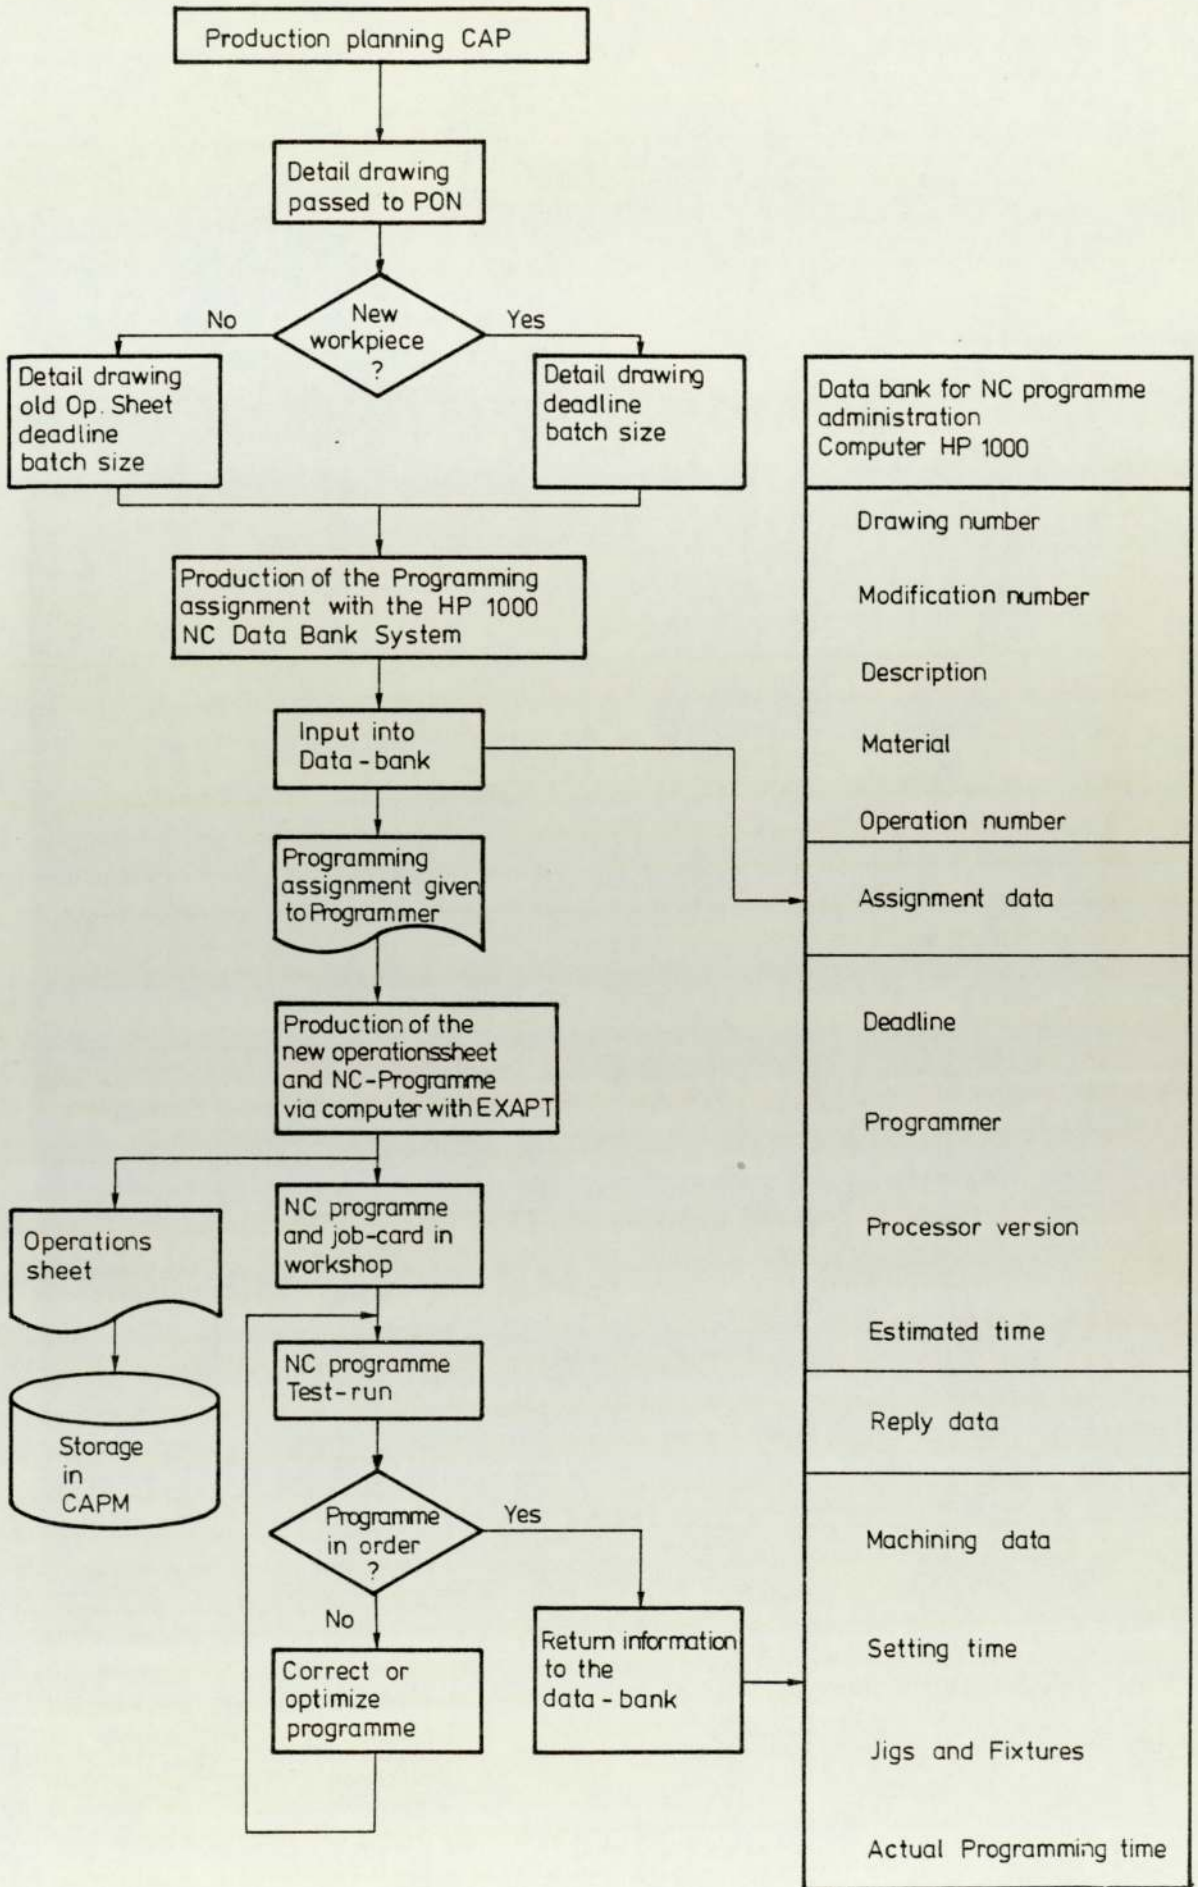 Production planning CAP
Detail drawing
passed to PON
New
workpiece
?
No
Yes
Detail drawing
old Op. Sheet
deadline
batch size
Detail drawing
deadline
batch size
Production of the Programming
assignment with the HP 1000
NC Data Bank System
Input into
Data-bank
Programming
assignment given
to Programmer
Production of the
new operationssheet
and NC-Programme
via computer with EXAPT
Operations
sheet
Storage
in
CAPM
NC programme
and job-card in
workshop
NC programme
Test-run
Programme
in order
?
Yes
No
Correct or
optimize
programme
Return information
to the
data-bank
Data bank for NC programme
administration
Computer HP 1000
Drawing number
Modification number
Description
Material
Operation number
Assignment data
Deadline
Programmer
Processor version
Estimated time
Reply data
Machining data
Setting time
Jigs and Fixtures
Actual Programming time